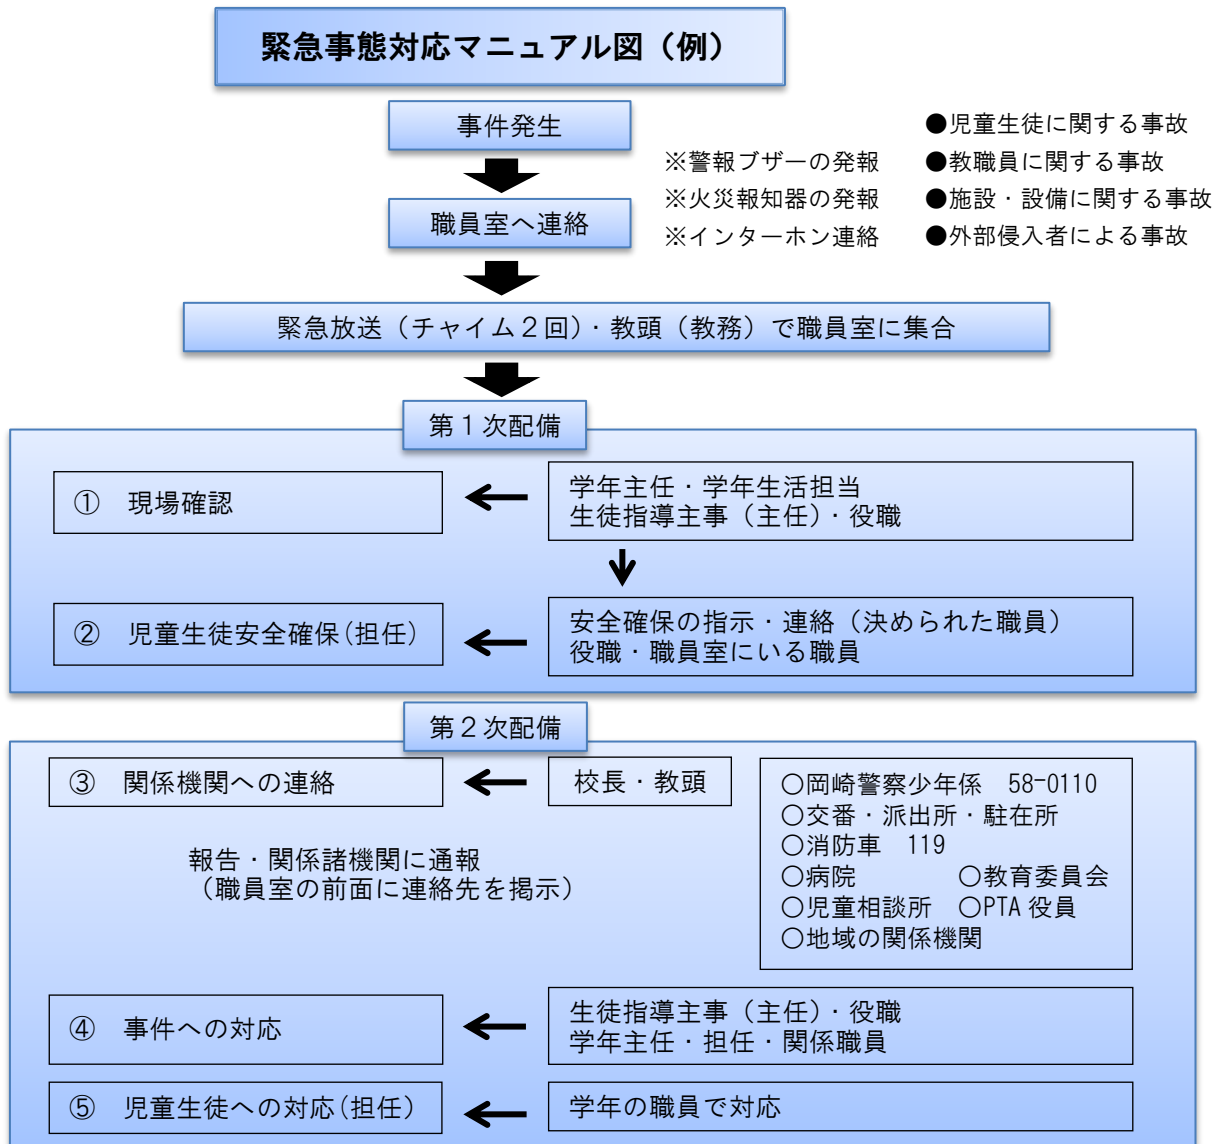 緊急事態対応マニュアル図（例）
事件発生
●児童生徒に関する事故
※警報ブザーの発報
●教職員に関する事故
※火災報知器の発報
●施設・設備に関する事故
職員室へ連絡
※インターホン連絡
●外部侵入者による事故
緊急放送（チャイム２回）・教頭（教務）で職員室に集合
第１次配備
① 現場確認
学年主任・学年生活担当
生徒指導主事（主任）・役職
② 児童生徒安全確保（担任）
安全確保の指示・連絡（決められた職員）
役職・職員室にいる職員
第２次配備
③ 関係機関への連絡
校長・教頭
○岡崎警察少年係 58-0110
○交番・派出所・駐在所
○消防車 119
○病院 ○教育委員会
○児童相談所 ○PTA 役員
○地域の関係機関
報告・関係諸機関に通報
（職員室の前面に連絡先を掲示）
④ 事件への対応
生徒指導主事（主任）・役職
学年主任・担任・関係職員
⑤ 児童生徒への対応（担任）
学年の職員で対応